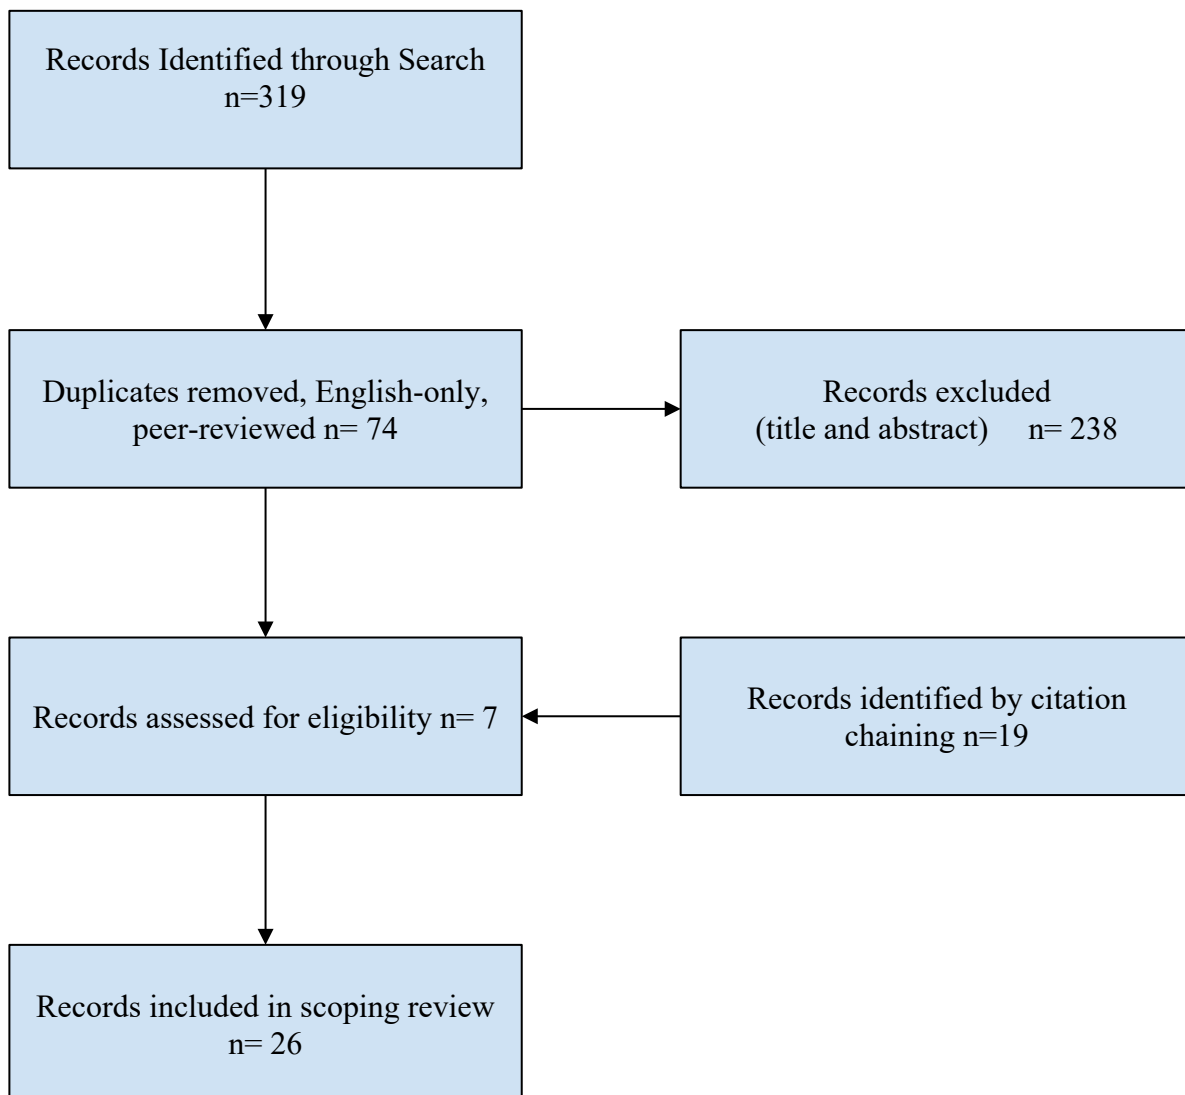 Records Identified through Search
n=319
Duplicates removed, English-only,
peer-reviewed n= 74
Records excluded
(title and abstract) n= 238
Records assessed for eligibility n= 7
Records identified by citation
chaining n=19
Records included in scoping review
n= 26